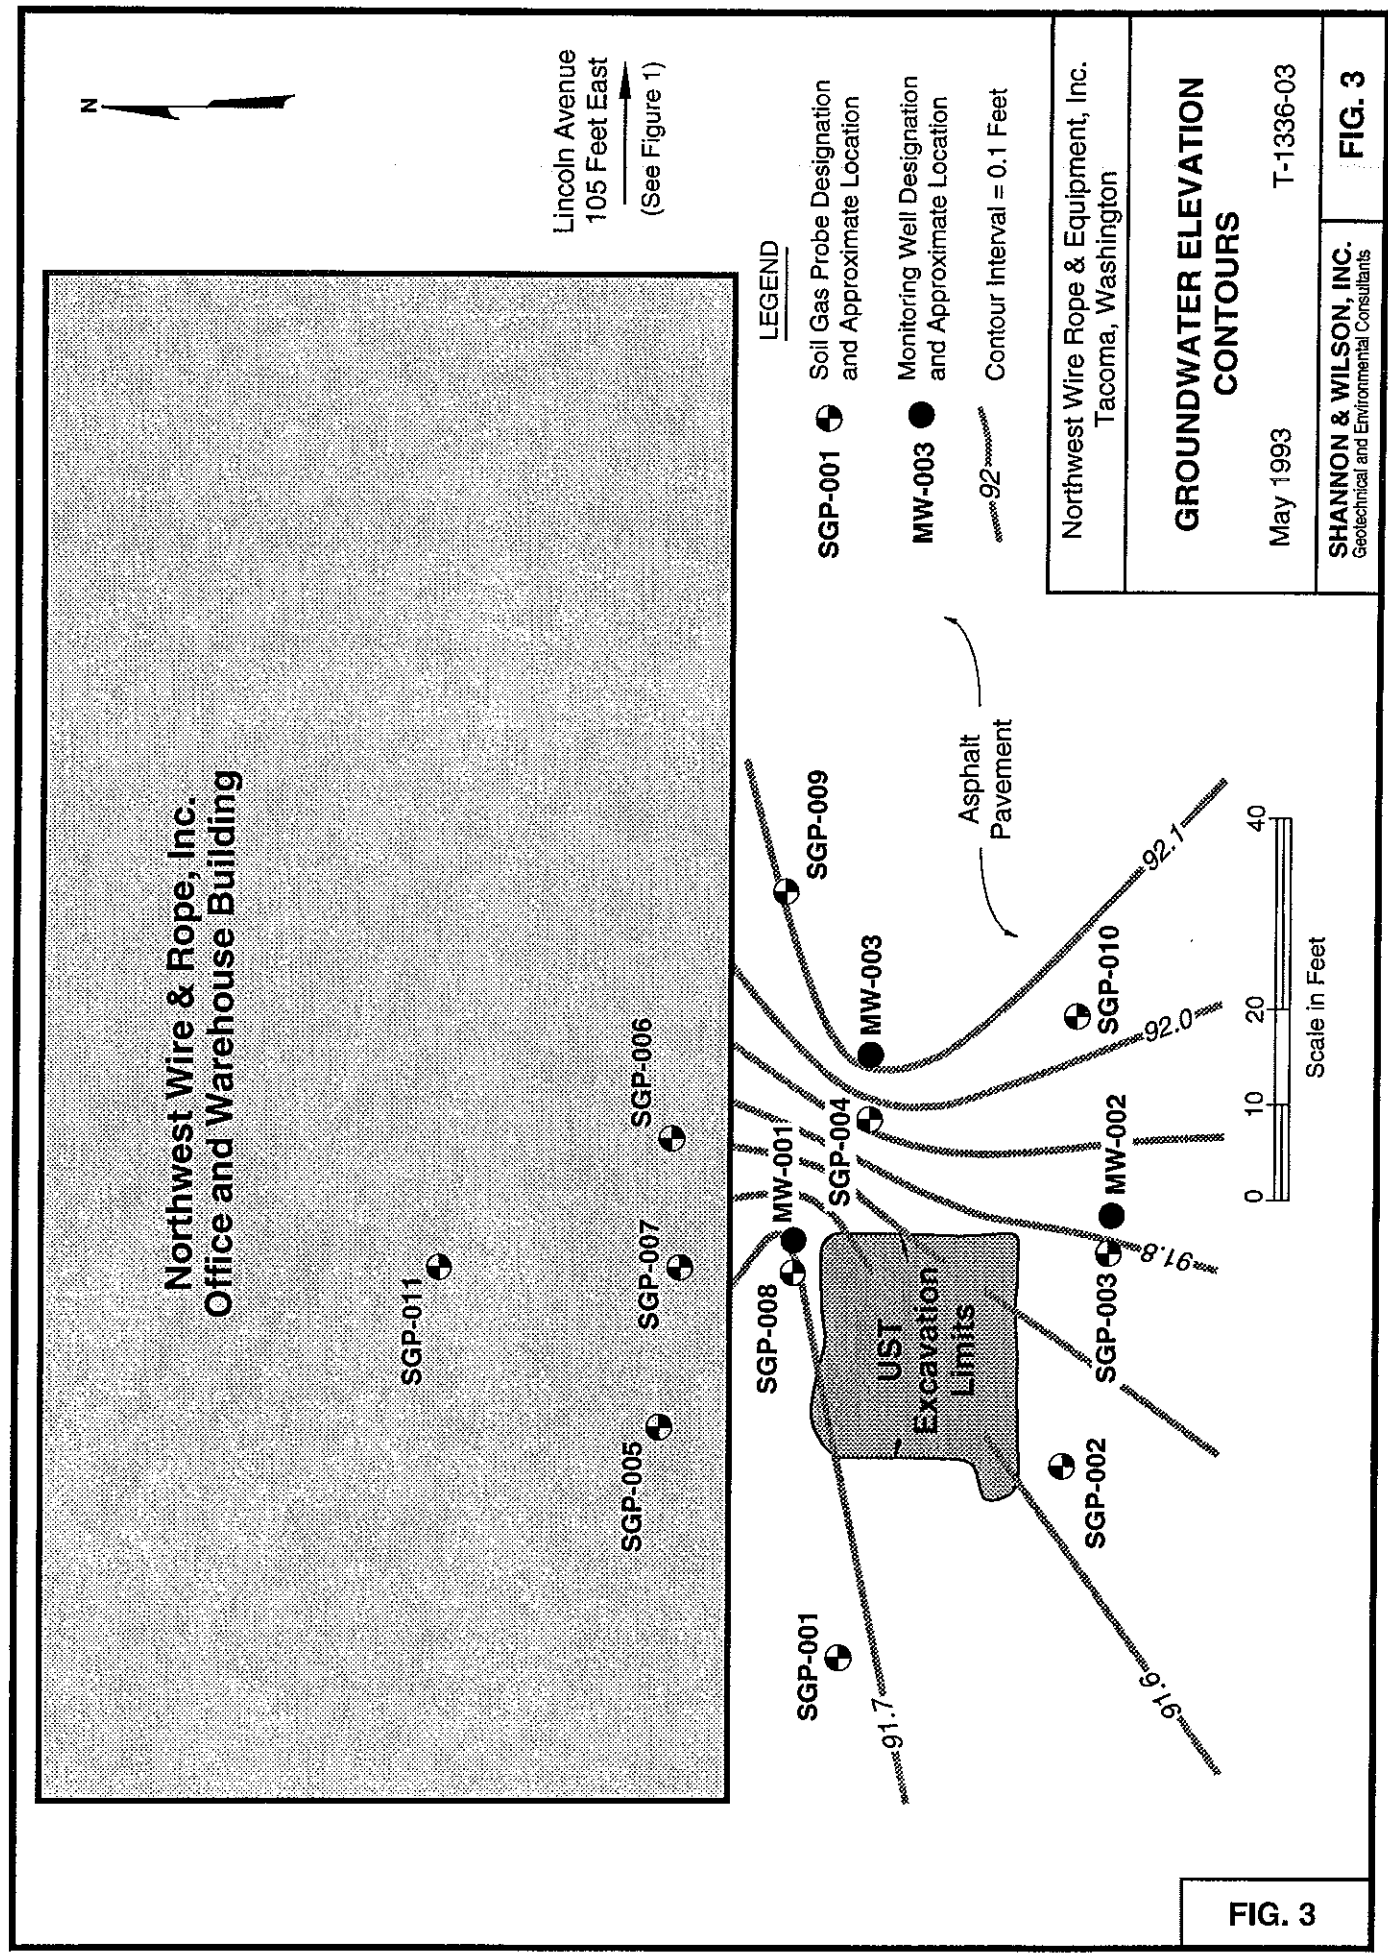 N
Lincoln Avenue
105 Feet East
(See Figure 1)
Northwest Wire & Rope, Inc.
Office and Warehouse Building
SGP-011
SGP-005
SGP-007
SGP-006
SGP-001
SGP-008
MW-001
SGP-004
MW-003
SGP-009
UST
Excavation
Limits
SGP-002
SGP-003
MW-002
SGP-010
91.7
91.6
91.8
92.0
92.1
Asphalt
Pavement
0
10
20
40
Scale in Feet
LEGEND
SGP-001
Soil Gas Probe Designation
and Approximate Location
MW-003
Monitoring Well Designation
and Approximate Location
92
Contour Interval = 0.1 Feet
Northwest Wire Rope & Equipment, Inc.
Tacoma, Washington
GROUNDWATER ELEVATION
CONTOURS
May 1993
T-1336-03
SHANNON & WILSON, INC.
Geotechnical and Environmental Consultants
FIG. 3
FIG. 3